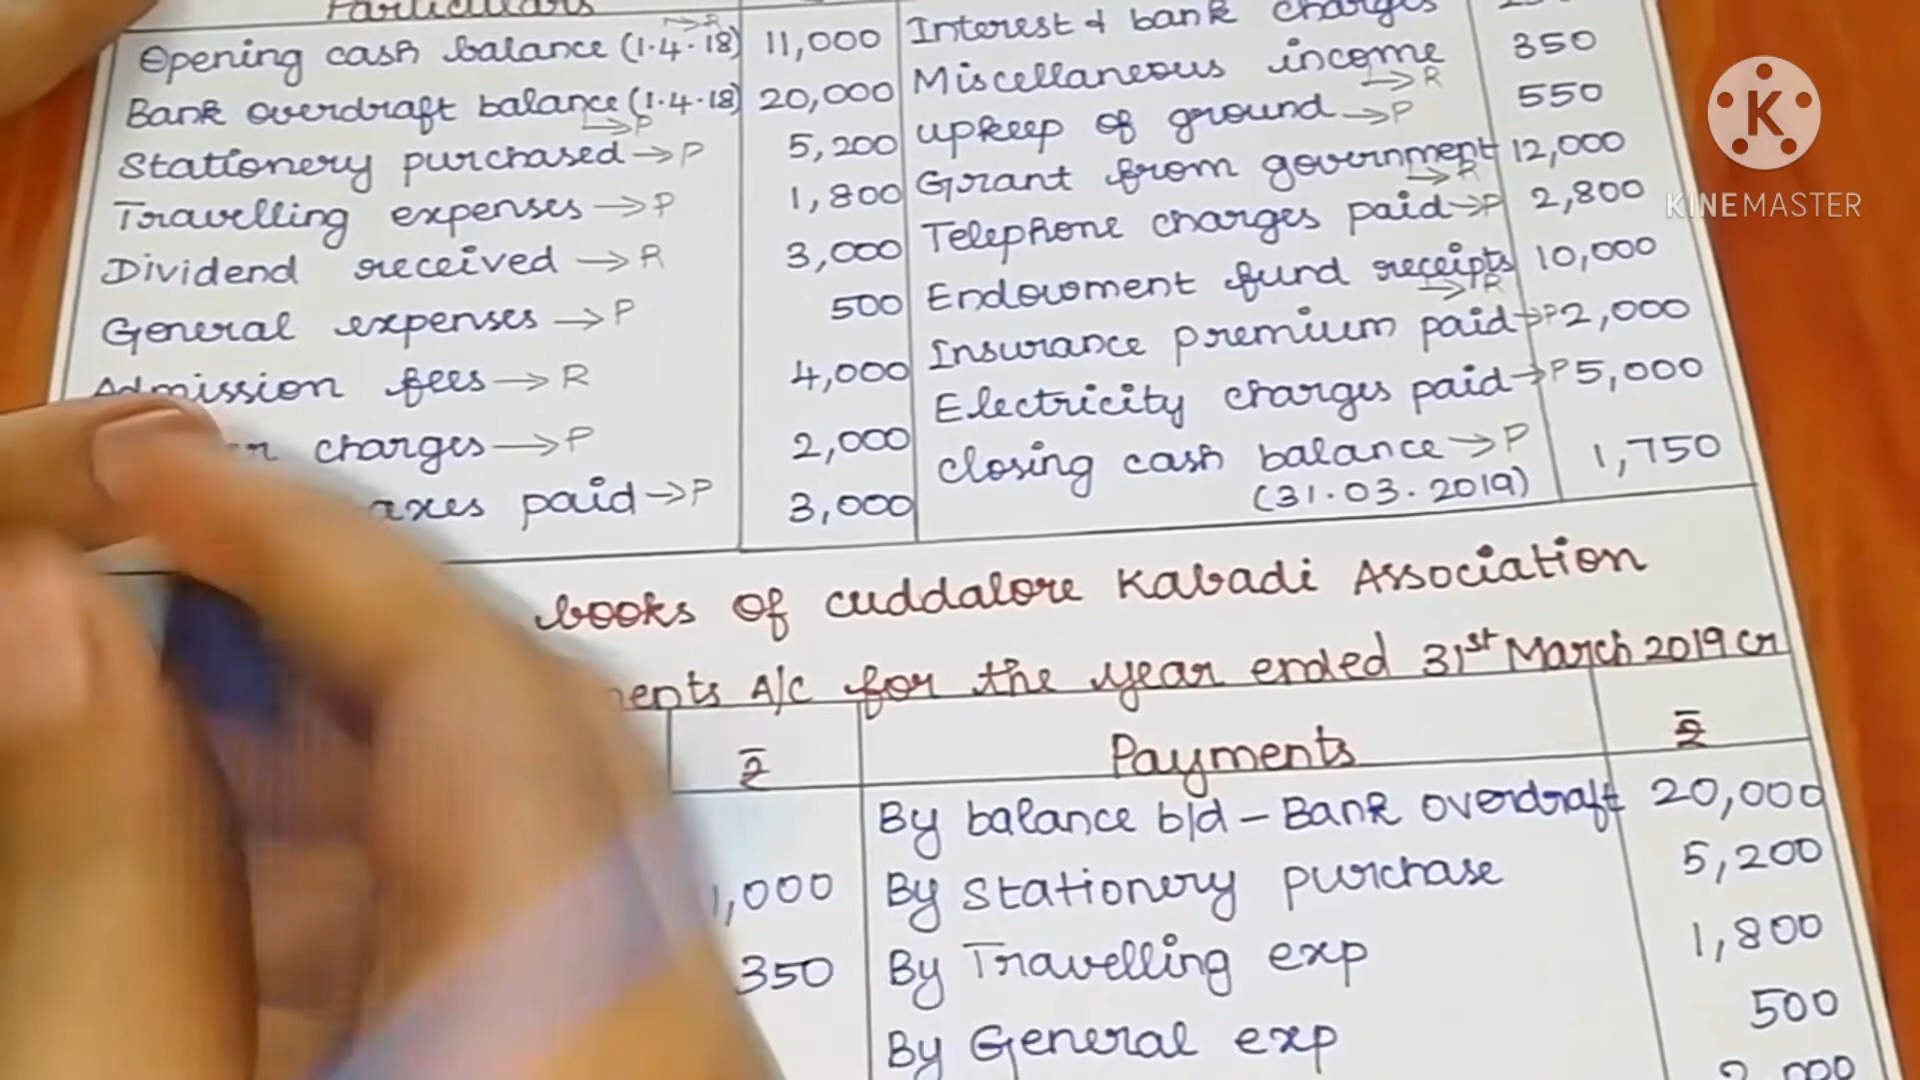 Particulars
Opening cash balance (1.4.18) →R 11,000
Bank overdraft balance (1.4.18) →P 20,000
Stationery purchased →P 5,200
Travelling expenses →P 1,800
Dividend received →R 3,000
General expenses →P 500
Admission fees →R 4,000
charges →P 2,000
taxes paid →P 3,000
Interest & bank charges
Miscellaneous income →R 350
upkeep of ground →P 550
Grant from government →R 12,000
Telephone charges paid →P 2,800
Endowment fund receipts →R 10,000
Insurance premium paid →P 2,000
Electricity charges paid →P 5,000
closing cash balance →P 1,750
(31.03.2019)
books of cuddalore Kabadi Association
A/C for the year ended 31st March 2019 Cr
₹ Payments ₹
By balance b/d - Bank overdraft 20,000
By Stationery purchase 5,200
350 By Travelling exp 1,800
By General exp 500
K
KINEMASTER